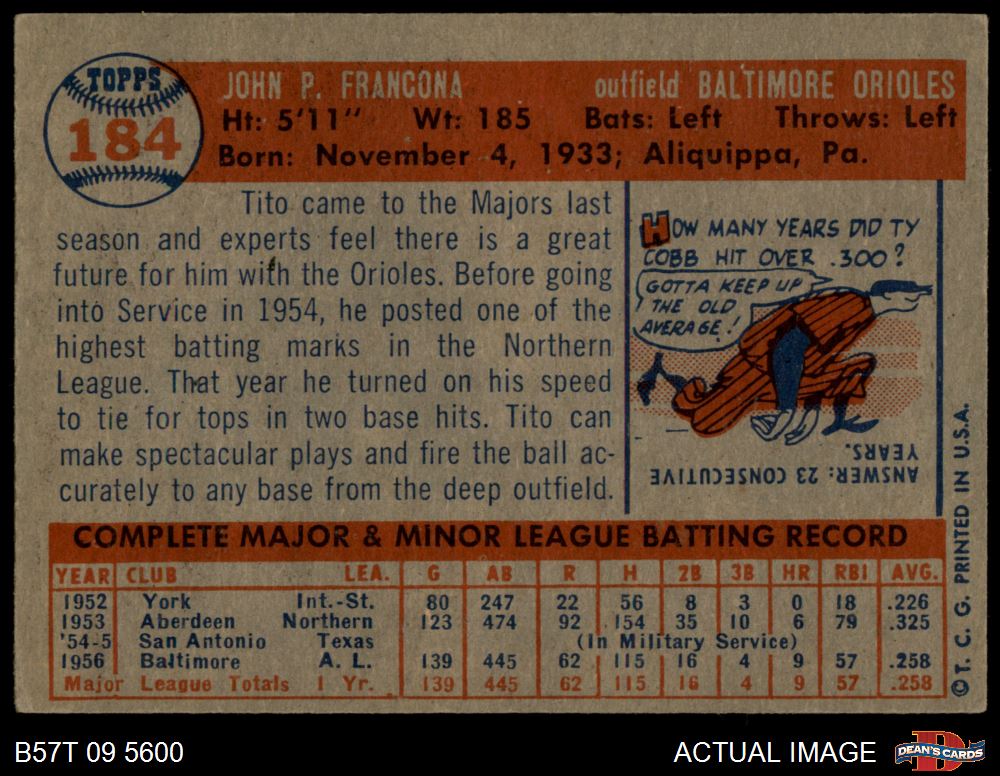 TOPPS
184
JOHN P. FRANCONA outfield BALTIMORE ORIOLES
Ht: 5'11" Wt: 185 Bats: Left Throws: Left
Born: November 4, 1933; Aliquippa, Pa.
Tito came to the Majors last
season and experts feel there is a great
future for him with the Orioles. Before going
into Service in 1954, he posted one of the
highest batting marks in the Northern
League. That year he turned on his speed
to tie for tops in two base hits. Tito can
make spectacular plays and fire the ball ac-
curately to any base from the deep outfield.
HOW MANY YEARS DID TY
COBB HIT OVER .300?
GOTTA KEEP UP
THE OLD
AVERAGE!
ANSWER: 23 CONSECUTIVE
YEARS.
COMPLETE MAJOR & MINOR LEAGUE BATTING RECORD
YEAR CLUB LEA. G AB R H 2B 3B HR RBI AVG.
1952 York Int.-St. 80 247 22 56 8 3 0 18 .226
1953 Aberdeen Northern 123 474 92 154 35 10 6 79 .325
'54-5 San Antonio Texas (In Military Service)
1956 Baltimore A. L. 139 445 62 115 16 4 9 57 .258
Major League Totals 1 Yr. 139 445 62 115 16 4 9 57 .258
© T. C. G. PRINTED IN U.S.A.
B57T 09 5600 ACTUAL IMAGE
D
DEAN'S CARDS